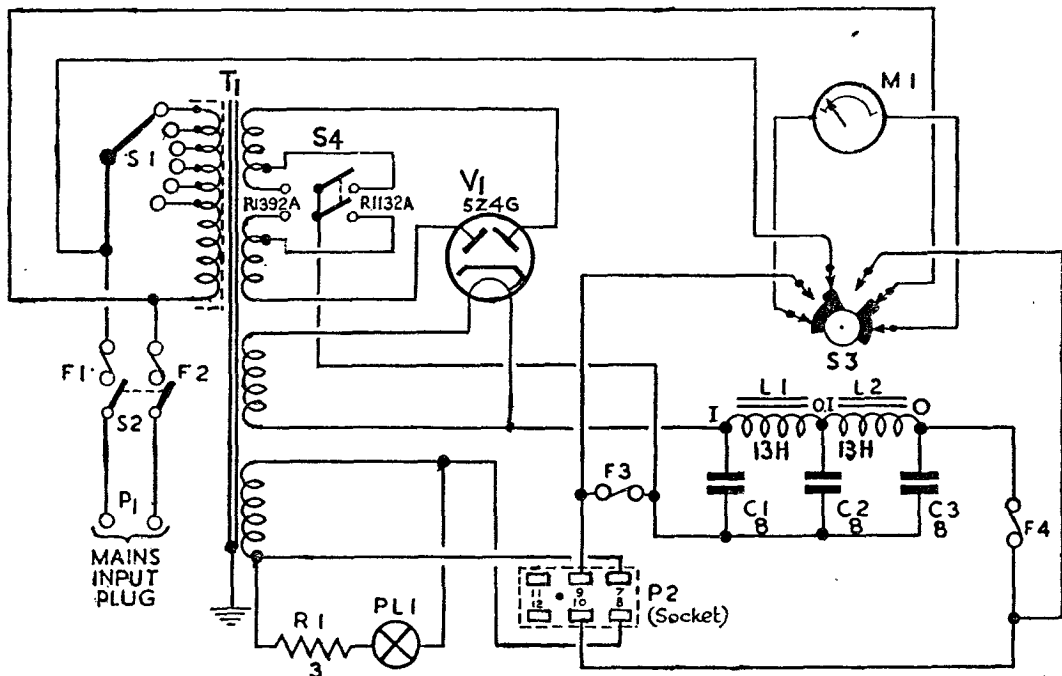 T1
M1
S4
S1
V1
5Z4G
R1392A
R1132A
S3
F1
F2
L1
L2
I
O.I
O
S2
13H
13H
F3
P1
C1
8
C2
8
C3
8
F4
MAINS
INPUT
PLUG
11
12
9
10
7
8
P2
(Socket)
R1
3
PL1